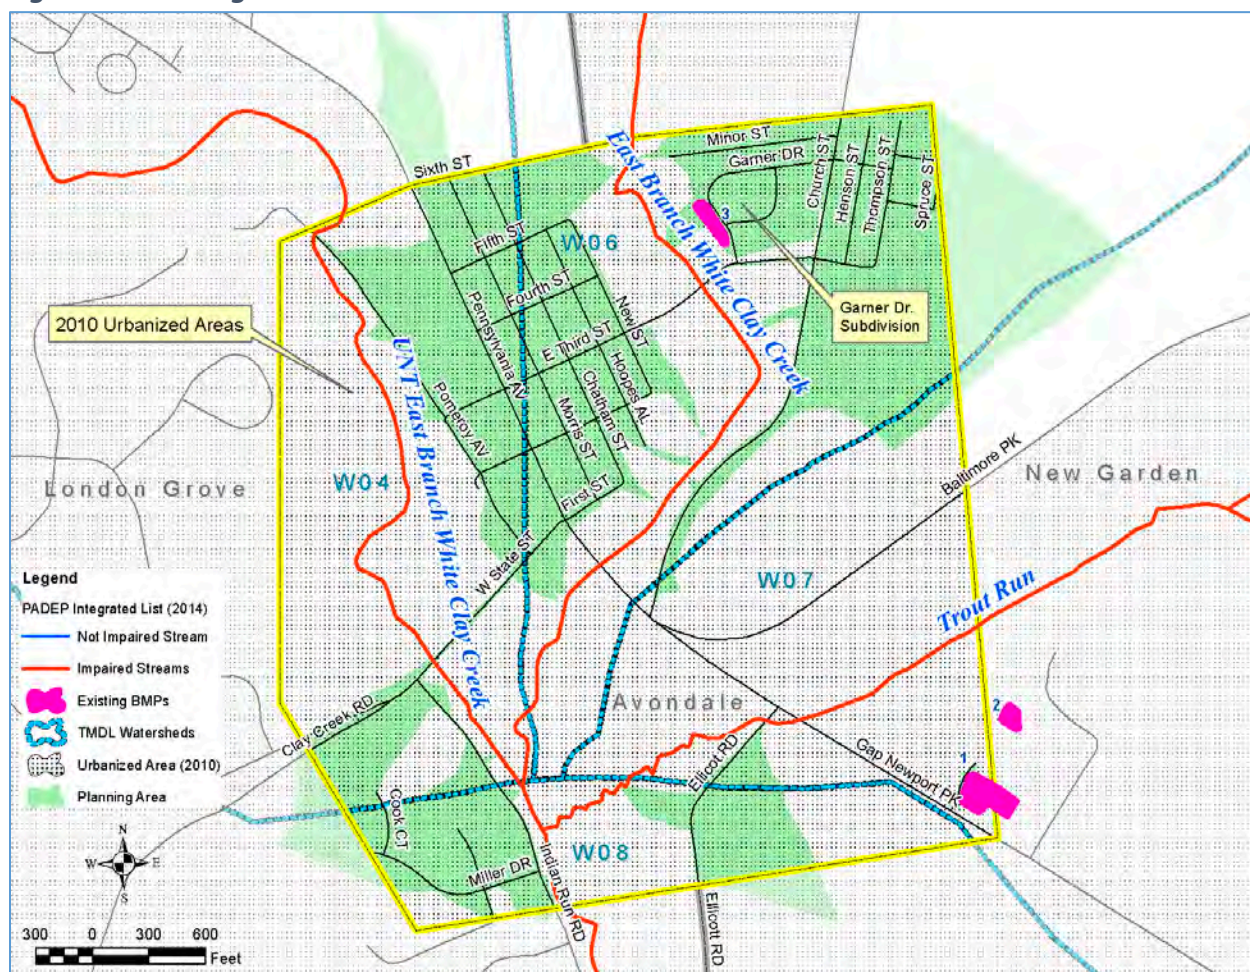 Minor ST
Garner DR
Church ST
Henson ST
Thompson ST
Spruce ST
Sixth ST
East Branch White Clay Creek
3
Fifth ST
W06
Fourth ST
New ST
Garner Dr.
Subdivision
2010 Urbanized Areas
Pennsylvania AV
E Third ST
Hoopes AL
Chatham ST
Morris ST
Pomeroy AV
UNT East Branch White Clay Creek
London Grove
W04
First ST
W State ST
Baltimore PK
New Garden
W07
Trout Run
Avondale
Legend
PADEP Integrated List (2014)
Not Impaired Stream
Impaired Streams
Existing BMPs
TMDL Watersheds
Urbanized Area (2010)
Planning Area
Clay Creek RD
2
1
Ellicot RD
Gap Newport PK
Cook CT
W08
Miller DR
Indian Run RD
Ellicott RD
N
W
E
S
300 0 300 600
Feet